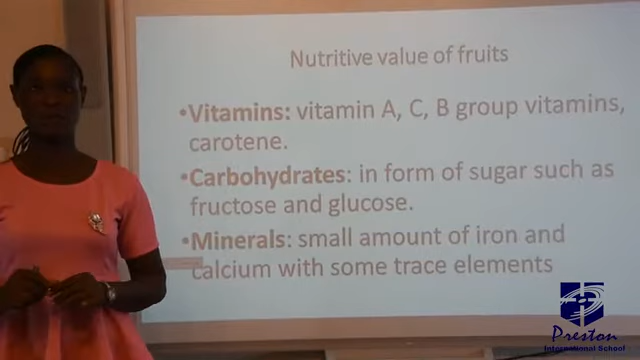 Nutritive value of fruits
•Vitamins: vitamin A, C, B group vitamins,
carotene.
•Carbohydrates: in form of sugar such as
fructose and glucose.
•Minerals: small amount of iron and
calcium with some trace elements
Preston
International School